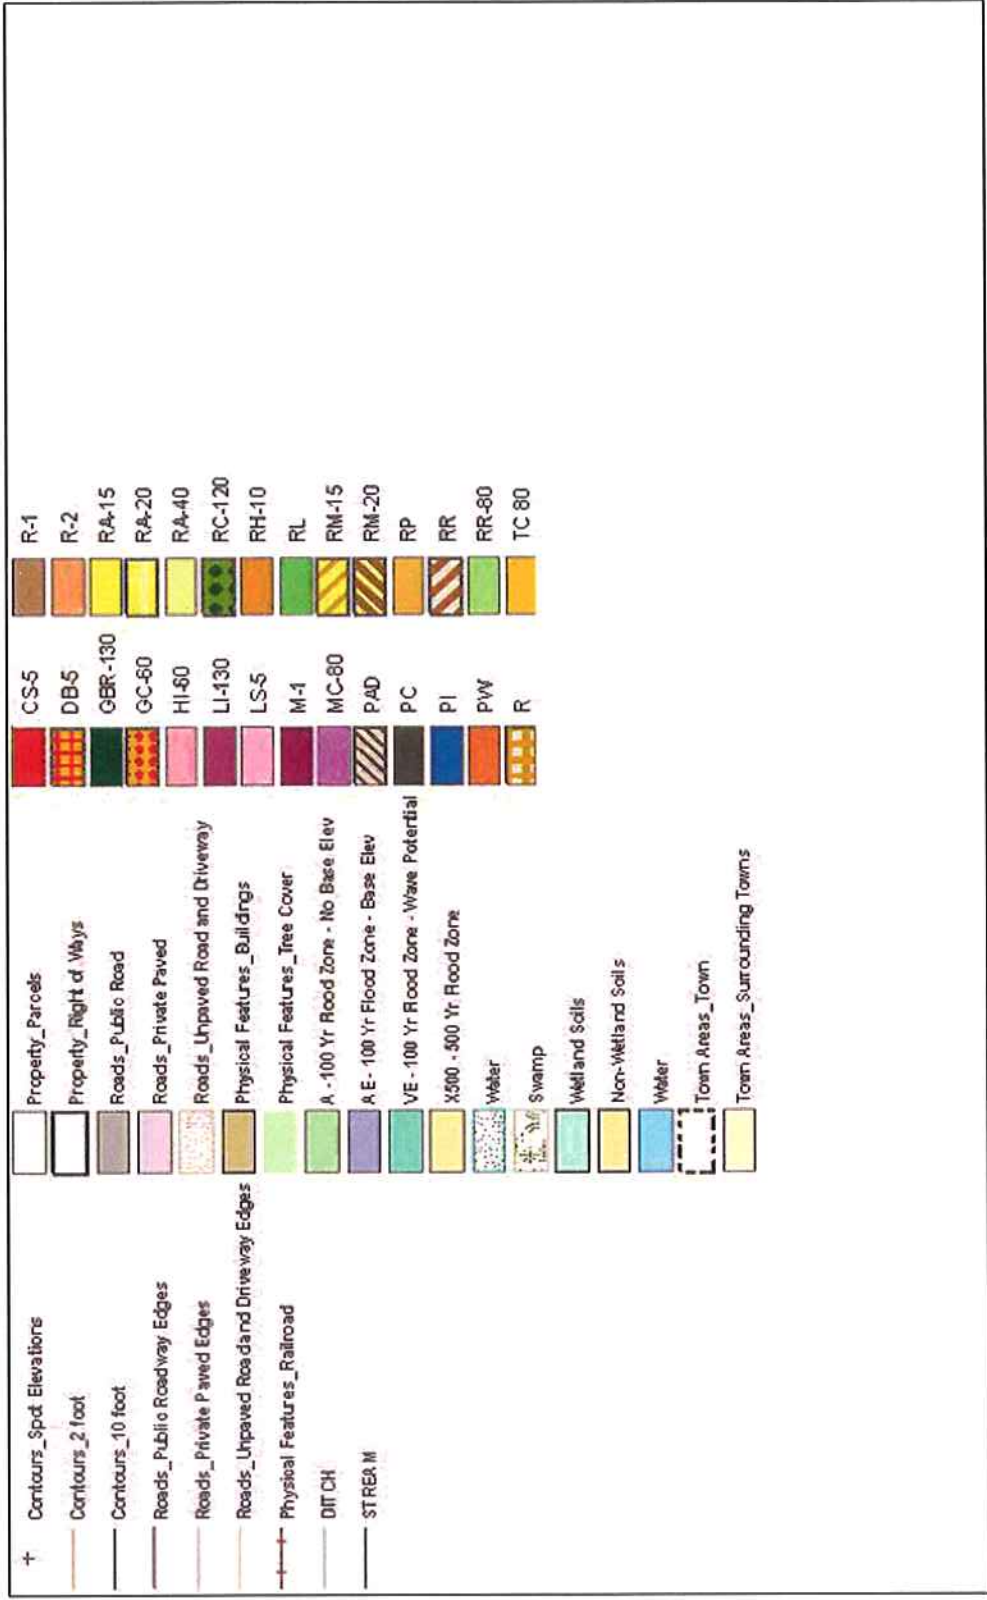 Contours_Spot Elevations
Contours_2 foot
Contours_10 foot
Roads_Public Roadway Edges
Roads_Private Paved Edges
Roads_Unpaved Road and Driveway Edges
Physical Features_Railroad
DITCH
STREAM
Property_Parcels
Property_Right of Ways
Roads_Public Road
Roads_Private Paved
Roads_Unpaved Road and Driveway
Physical Features_Buildings
Physical Features_Tree Cover
A - 100 Yr Flood Zone - No Base Elev
AE - 100 Yr Flood Zone - Base Elev
VE - 100 Yr Flood Zone - Wave Potential
X500 - 500 Yr Flood Zone
Water
Swamp
Wetland Soils
Non-Wetland Soils
Water
Town Areas_Town
Town Areas_Surrounding Towns
CS-5
DB-5
GBR-130
GC-60
HI-60
LI-130
LS-5
M-1
MC-80
PAD
PC
PI
PW
R
R-1
R-2
RA-15
RA-20
RA-40
RC-120
RH-10
RL
RM-15
RM-20
RP
RR
RR-80
TC 80